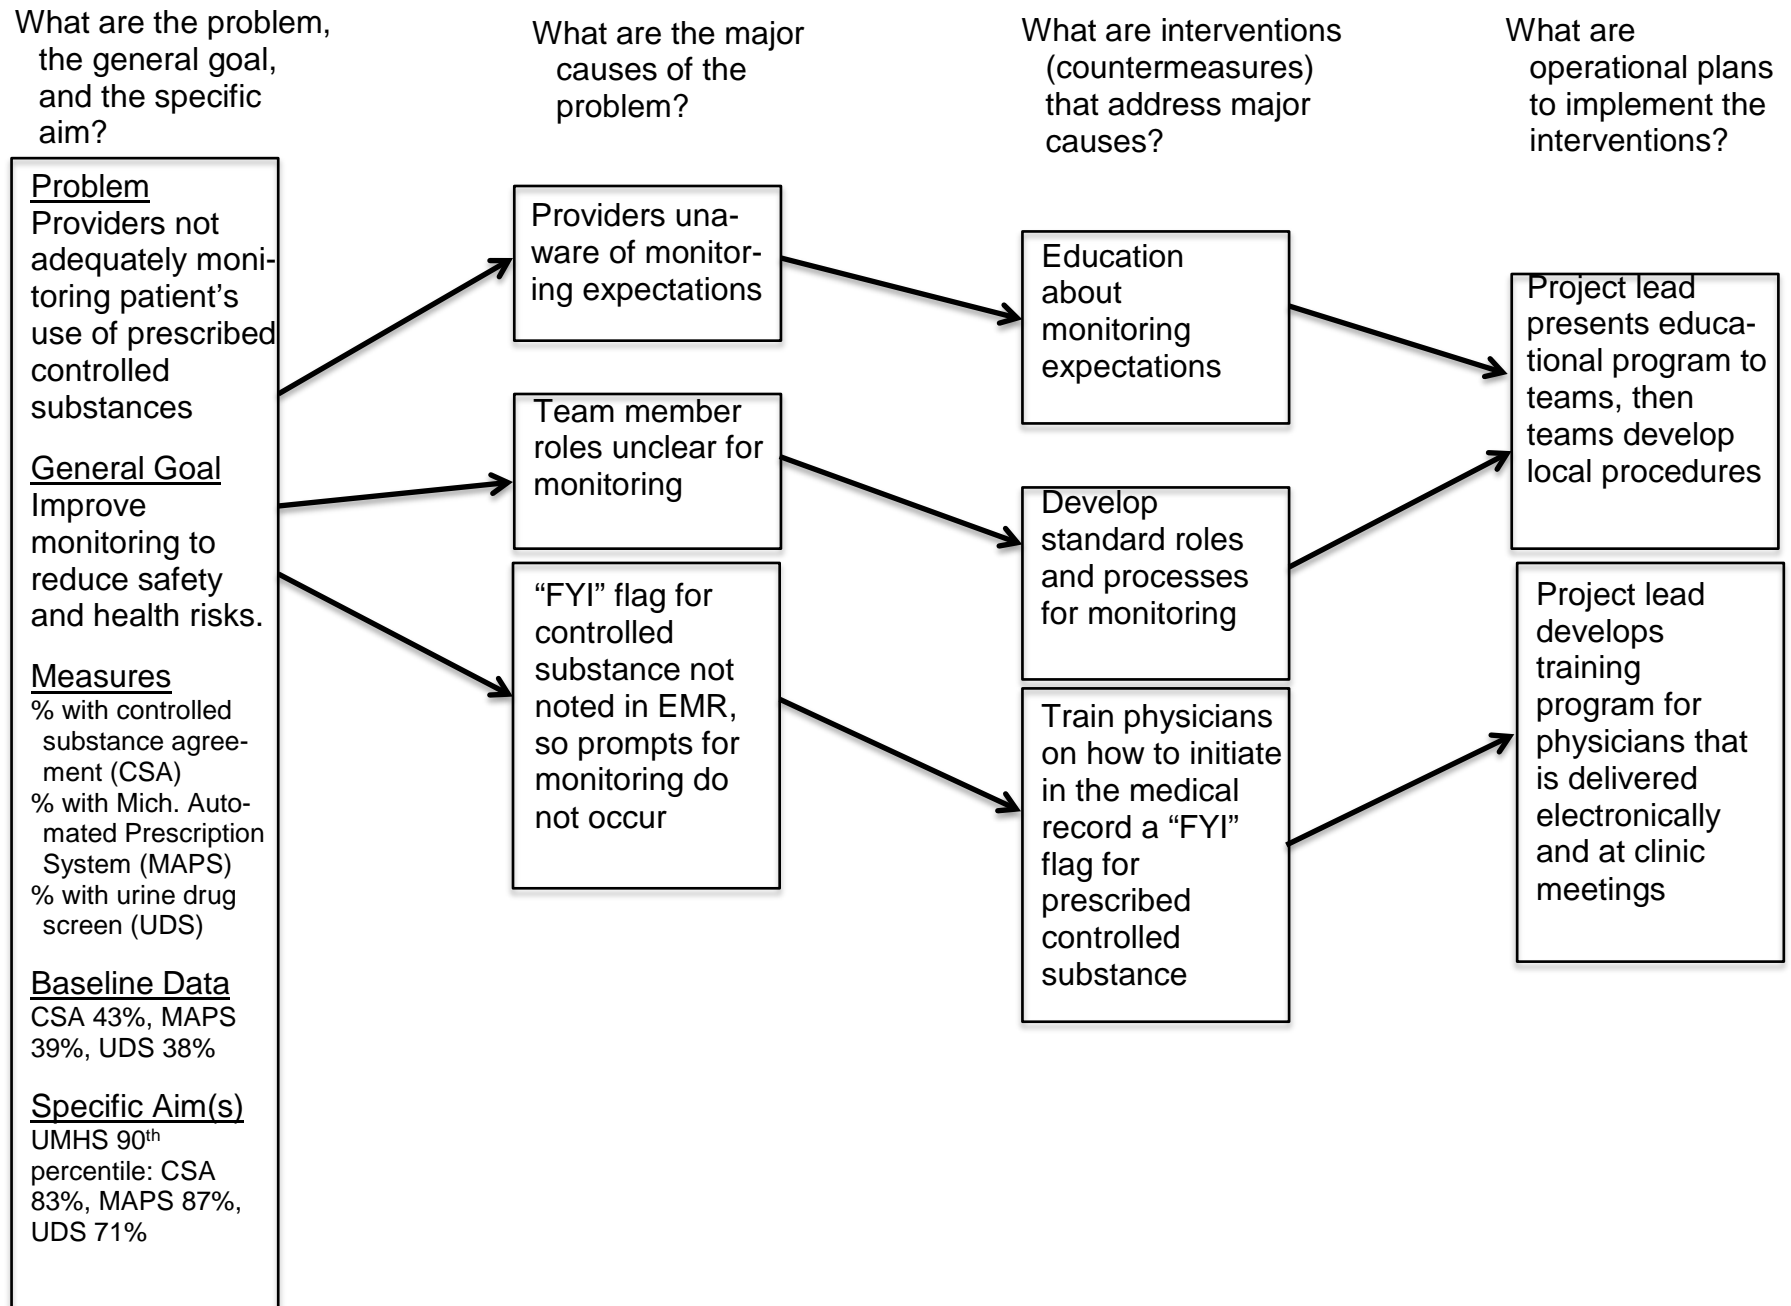 What are the problem,
the general goal,
and the specific
aim?
Problem
Providers not
adequately moni-
toring patient’s
use of prescribed
controlled
substances
General Goal
Improve
monitoring to
reduce safety
and health risks.
Measures
% with controlled
substance agree-
ment (CSA)
% with Mich. Auto-
mated Prescription
System (MAPS)
% with urine drug
screen (UDS)
Baseline Data
CSA 43%, MAPS
39%, UDS 38%
Specific Aim(s)
UMHS 90th
percentile: CSA
83%, MAPS 87%,
UDS 71%
What are the major
causes of the
problem?
Providers una-
ware of monitor-
ing expectations
Team member
roles unclear for
monitoring
“FYI” flag for
controlled
substance not
noted in EMR,
so prompts for
monitoring do
not occur
What are interventions
(countermeasures)
that address major
causes?
Education
about
monitoring
expectations
Develop
standard roles
and processes
for monitoring
Train physicians
on how to initiate
in the medical
record a “FYI”
flag for
prescribed
controlled
substance
What are
operational plans
to implement the
interventions?
Project lead
presents educa-
tional program to
teams, then
teams develop
local procedures
Project lead
develops
training
program for
physicians that
is delivered
electronically
and at clinic
meetings